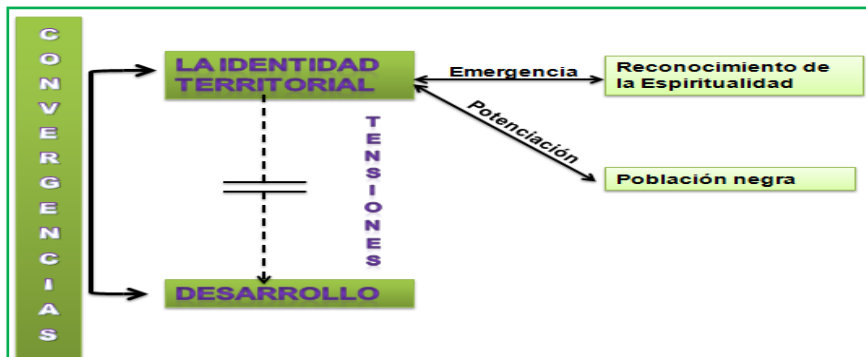 CONVERGENCIAS
LA IDENTIDAD
TERRITORIAL
Emergencia
Reconocimiento de
la Espiritualidad
TENSIONES
Potenciación
Población negra
DESARROLLO